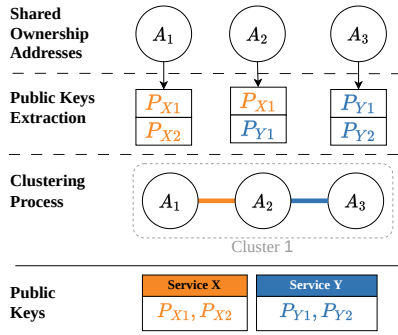 Shared
Ownership
Addresses
A1 A2 A3
Public Keys
Extraction
PX1 PX1 PY1
PX2 PY1 PY2
Clustering
Process
A1 A2 A3
Cluster 1
Public
Keys
Service X Service Y
PX1, PX2 PY1, PY2